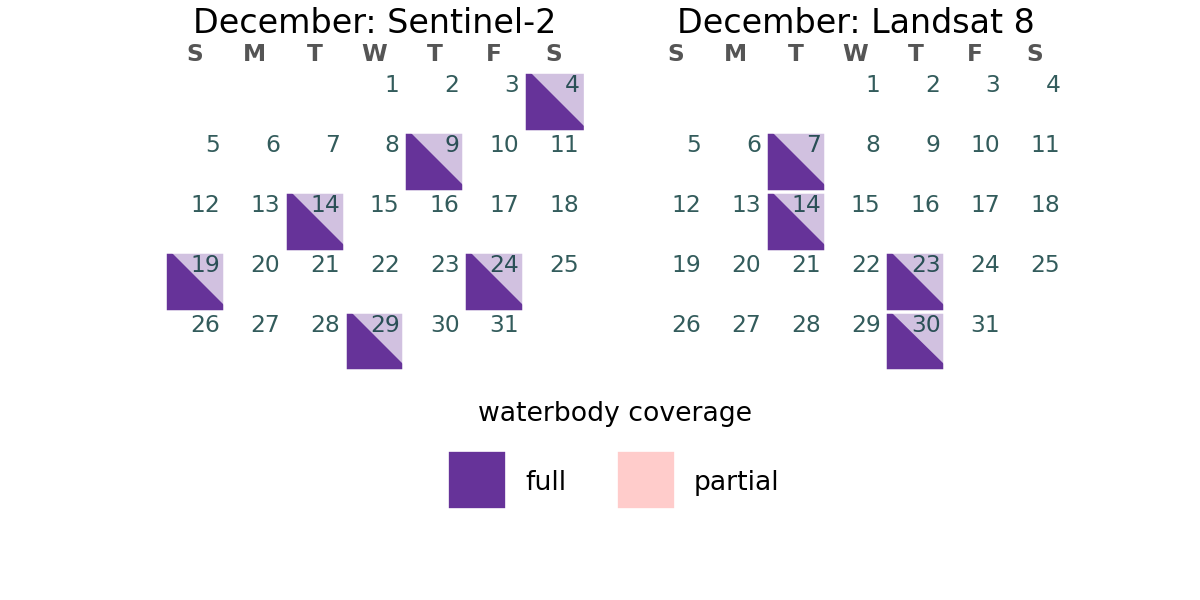 December: Sentinel-2
S M T W T F S
1 2 3 4
5 6 7 8 9 10 11
12 13 14 15 16 17 18
19 20 21 22 23 24 25
26 27 28 29 30 31
December: Landsat 8
S M T W T F S
1 2 3 4
5 6 7 8 9 10 11
12 13 14 15 16 17 18
19 20 21 22 23 24 25
26 27 28 29 30 31
waterbody coverage
full partial